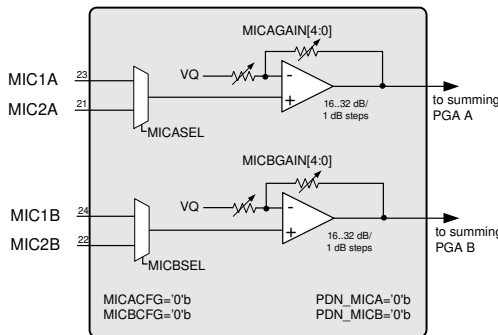 MICAGAIN[4:0]
MIC1A 23
VQ
-
+
MIC2A 21
16..32 dB/
1 dB steps
to summing
PGA A
MICASEL
MICBGAIN[4:0]
MIC1B 24
VQ
-
+
MIC2B 22
16..32 dB/
1 dB steps
to summing
PGA B
MICBSEL
MICACFG='0'b
MICBCFG='0'b
PDN_MICA='0'b
PDN_MICB='0'b